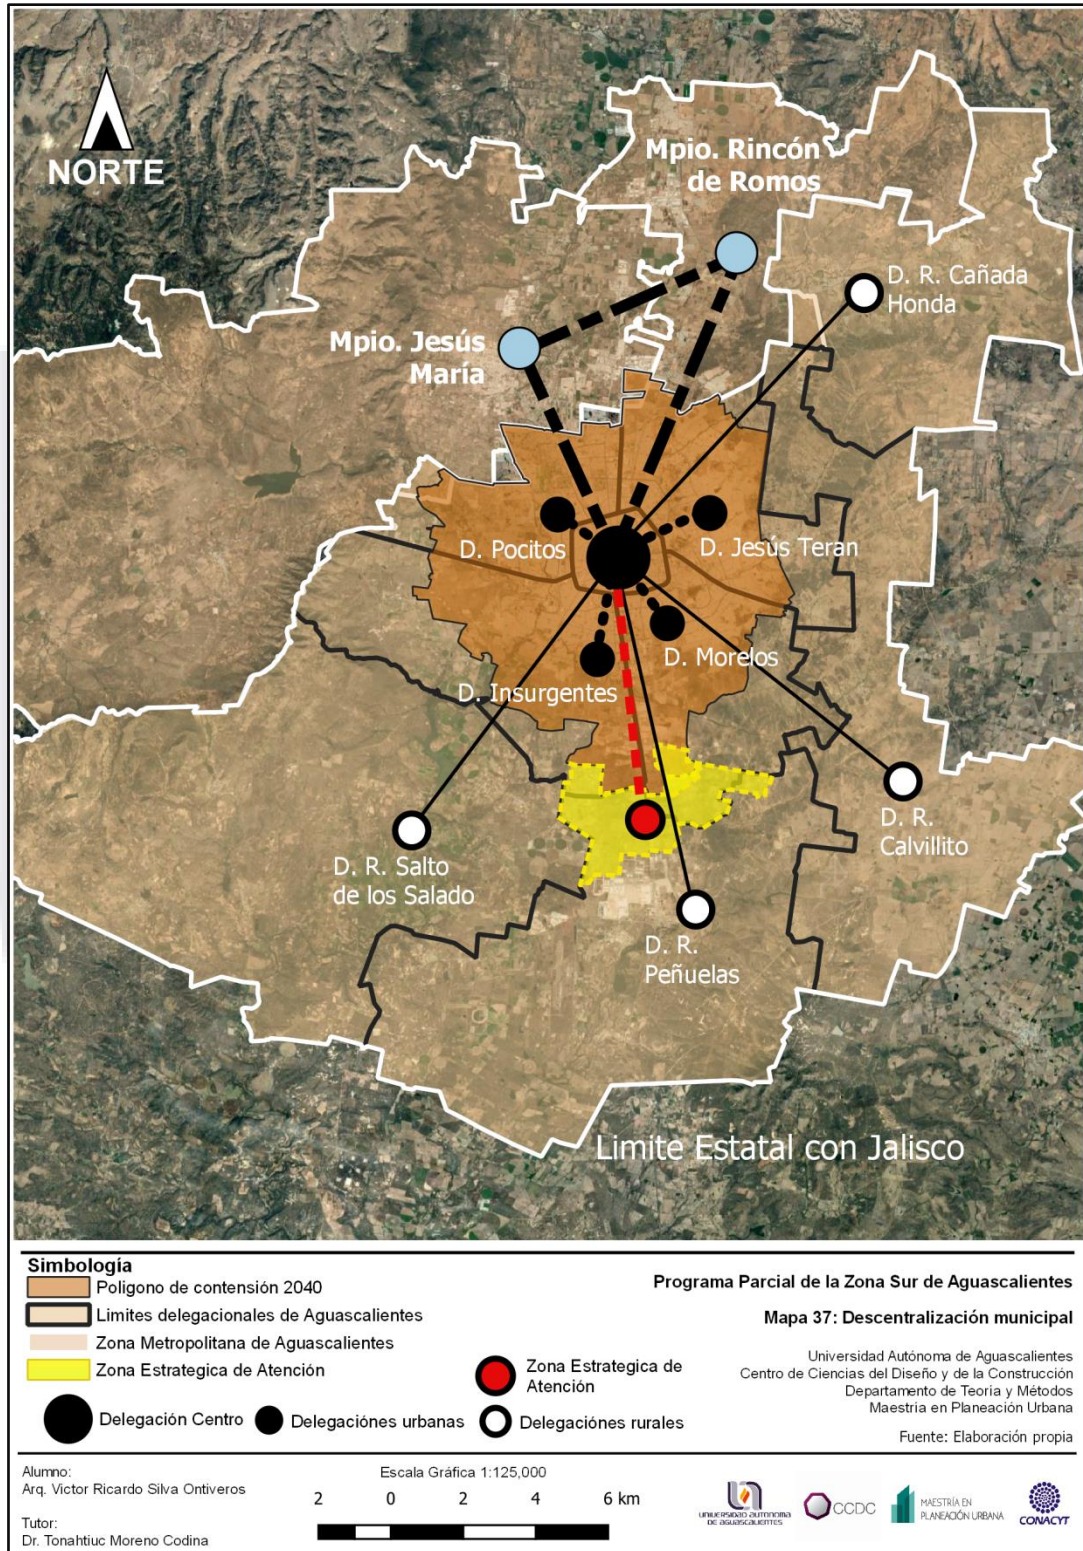 NORTE
Mpio. Rincón
de Romos
D. R. Cañada
Honda
Mpio. Jesús
María
D. Pocitos
D. Jesús Teran
D. Morelos
D. Insurgentes
D. R. Salto
de los Salado
D. R.
Calvillito
D. R.
Peñuelas
Limite Estatal con Jalisco
Simbología
Poligono de contensión 2040
Limites delegacionales de Aguascalientes
Zona Metropolitana de Aguascalientes
Zona Estrategica de Atención
Zona Estrategica de
Atención
Delegación Centro
Delegaciónes urbanas
Delegaciónes rurales
Programa Parcial de la Zona Sur de Aguascalientes
Mapa 37: Descentralización municipal
Universidad Autónoma de Aguascalientes
Centro de Ciencias del Diseño y de la Construcción
Departamento de Teoria y Métodos
Maestría en Planeación Urbana
Fuente: Elaboración propia
Alumno:
Arq. Victor Ricardo Silva Ontiveros
Tutor:
Dr. Tonahtiuc Moreno Codina
Escala Gráfica 1:125,000
2 0 2 4 6 km
UNIVERSIDAD AUTONOMA
DE AGUASCALIENTES
CCDC
MAESTRÍA EN
PLANEACIÓN URBANA
CONACYT